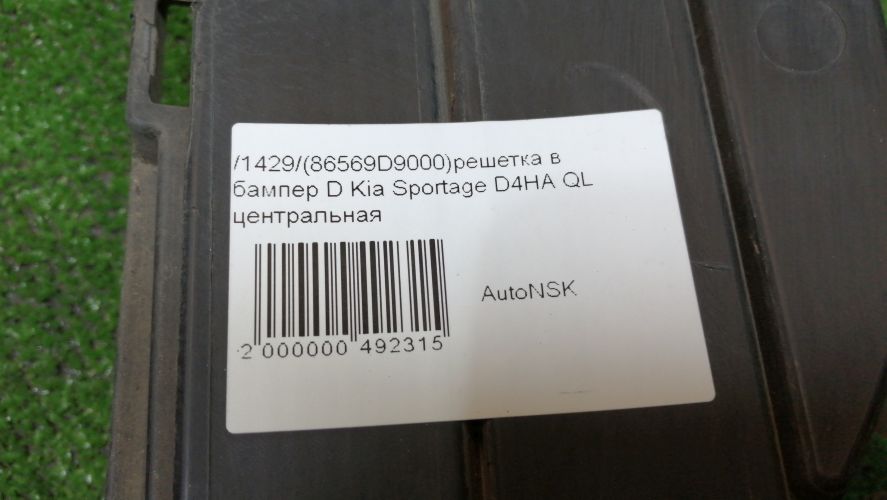 /1429/(86569D9000)решетка в
бампер D Kia Sportage D4HA QL
центральная
AutoNSK
2 000000 492315